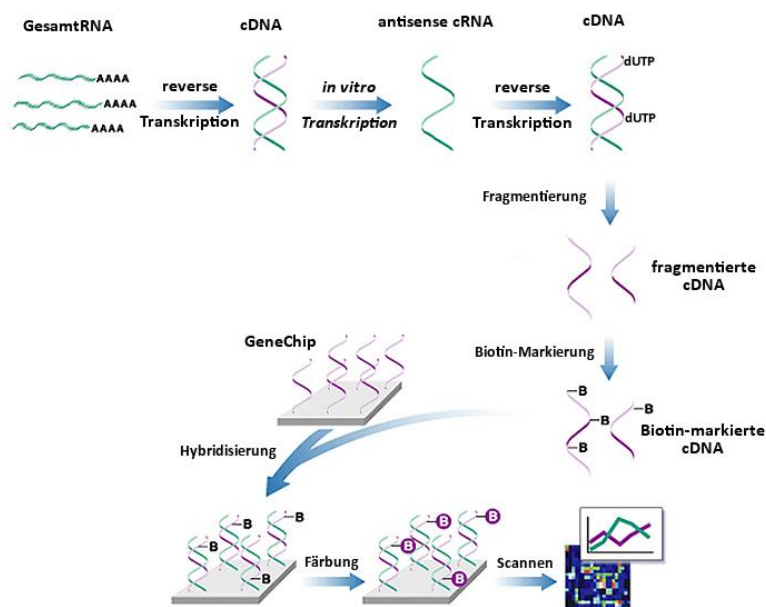 GesamtRNA
cDNA
antisense cRNA
cDNA
AAAA
AAAA
AAAA
reverse
Transkription
in vitro
Transkription
reverse
Transkription
dUTP
dUTP
Fragmentierung
fragmentierte
cDNA
GeneChip
Biotin-Markierung
B
B
B
B
Biotin-markierte
cDNA
Hybridisierung
B
B
B
B
Färbung
B
B
B
B
Scannen